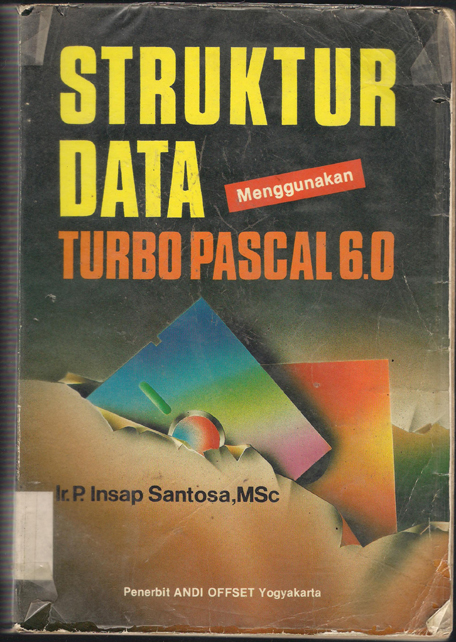 STRUKTUR
DATA
Menggunakan
TURBO PASCAL 6.0
Ir. P. Insap Santosa, MSc
Penerbit ANDI OFFSET Yogyakarta